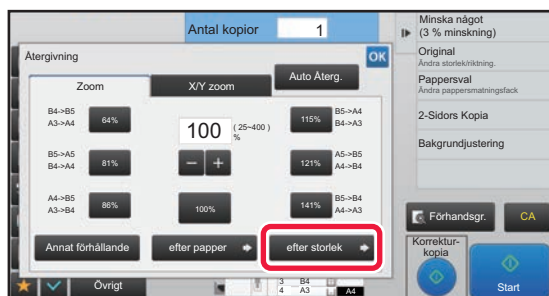 Antal kopior
1
Minska något
(3 % minskning)
Original
Ändra storlek/riktning.
Pappersval
Ändra pappersmatningsfack
2-Sidors Kopia
Bakgrundjustering
Återgivning
OK
Zoom
X/Y zoom
Auto Återg.
B4->B5
A3->A4
64%
B5->A5
B4->A4
81%
A4->B5
A3->B4
86%
100
(25~400)
%
100%
115%
B5->A4
B4->A3
121%
A5->B5
B4->A4
141%
B5->B4
A4->A3
Annat förhållande
efter papper
efter storlek
Förhandsgr.
CA
Korrektur-
kopia
Start
Övrigt
3 B4
4 A3
A4